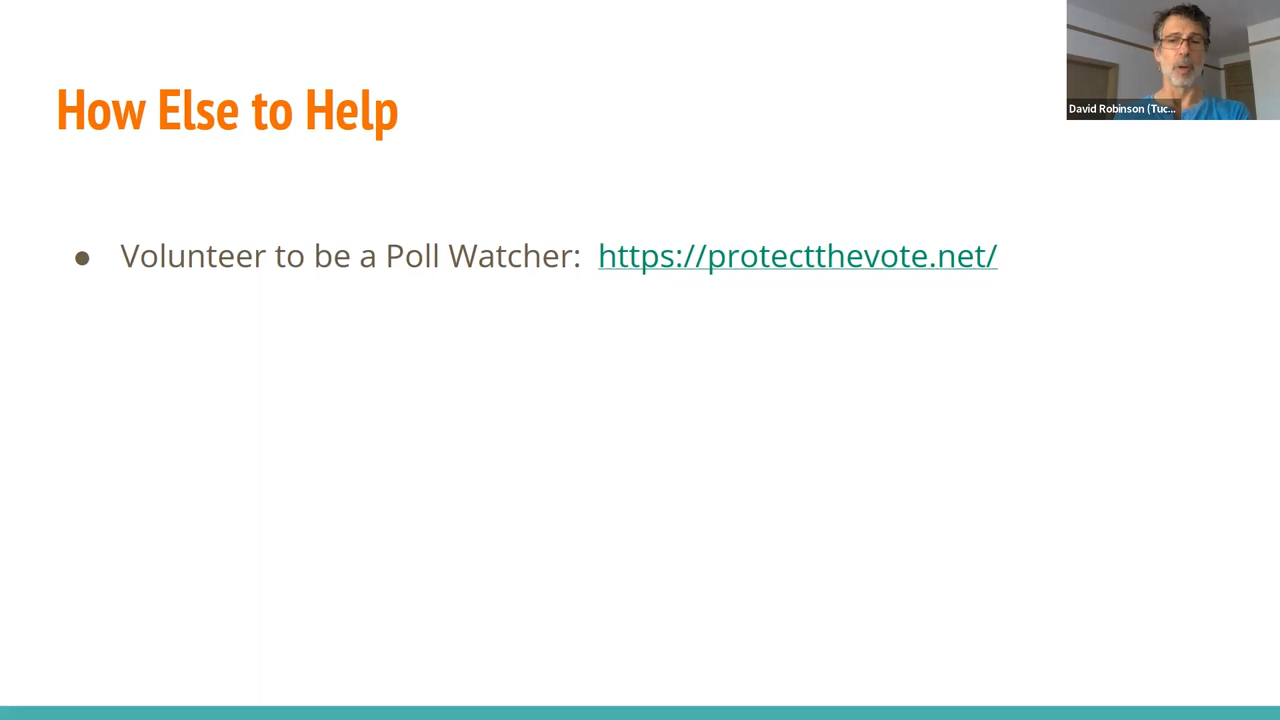 How Else to Help
David Robinson (Tuc...
● Volunteer to be a Poll Watcher: https://protectthevote.net/